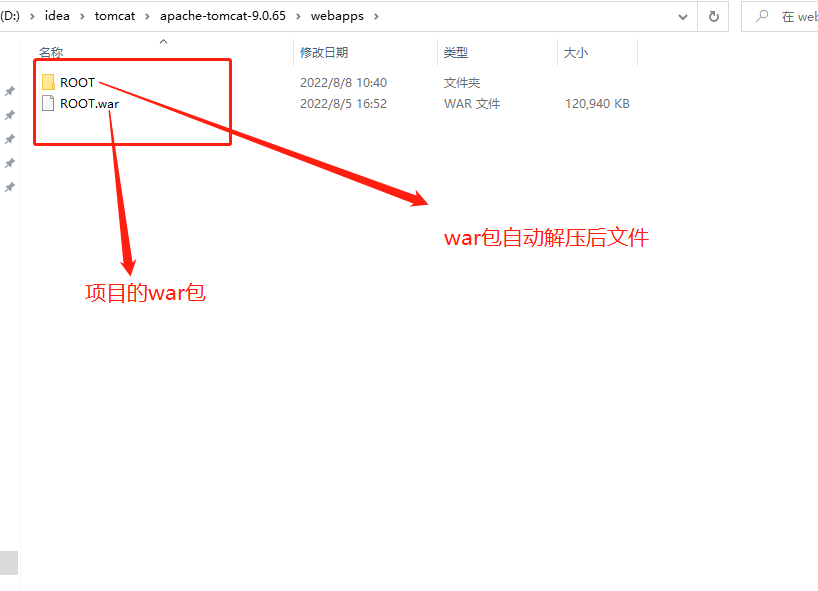 (D:) › idea › tomcat › apache-tomcat-9.0.65 › webapps ›
在 web
名称 修改日期 类型 大小
ROOT 2022/8/8 10:40 文件夹
ROOT.war 2022/8/5 16:52 WAR 文件 120,940 KB
war包自动解压后文件
项目的war包